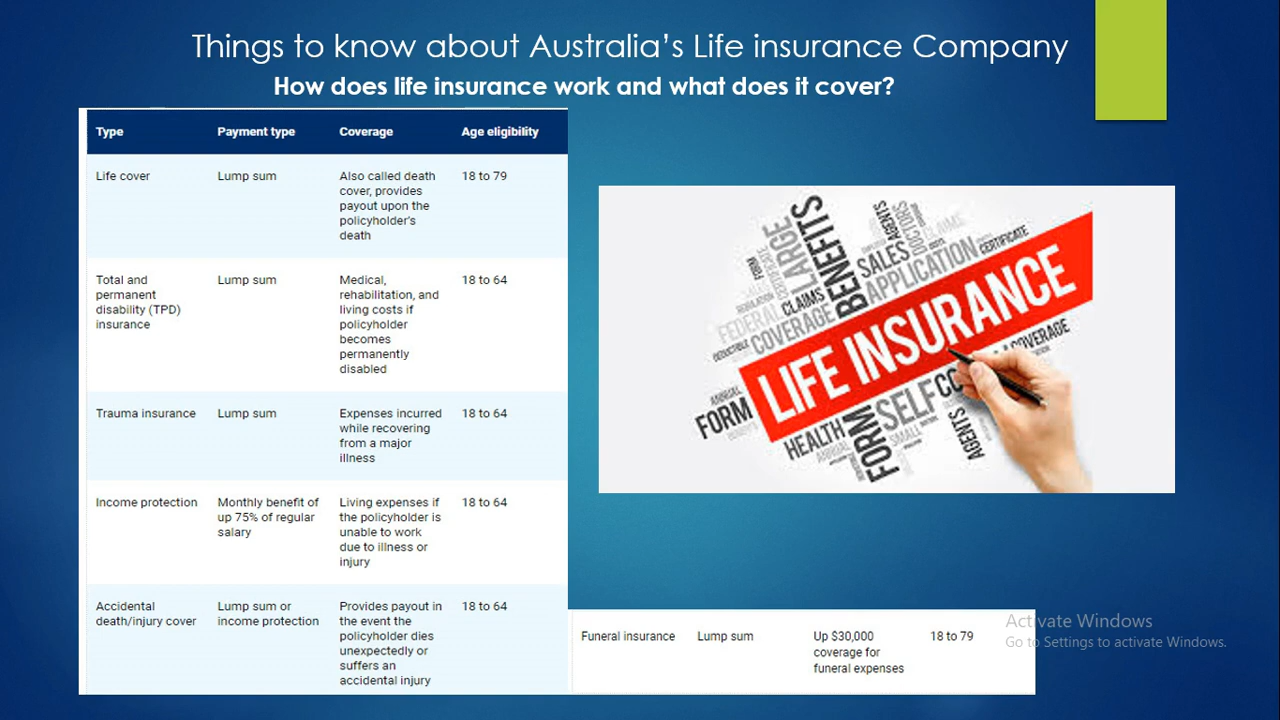 Things to know about Australia's Life insurance Company
How does life insurance work and what does it cover?
Type Payment type Coverage Age eligibility
Life cover Lump sum Also called death 18 to 79
cover, provides
payout upon the
policyholder's
death
Total and Lump sum Medical, 18 to 64
permanent rehabilitation, and
disability (TPD) living costs if
insurance policyholder
becomes
permanently
disabled
Trauma insurance Lump sum Expenses incurred 18 to 64
while recovering
from a major
illness
Income protection Monthly benefit of Living expenses if 18 to 64
up 75% of regular the policyholder is
salary unable to work
due to illness or
injury
Accidental Lump sum or Provides payout in 18 to 64
death/injury cover income protection the event the
policyholder dies
unexpectedly or
suffers an
accidental injury
Funeral insurance Lump sum Up $30,000 18 to 79
coverage for
funeral expenses
LARGE
BENEFITS
AGENTS
DOCTORS
CLAIMS
SALES
APPLICATION
CERTIFICATE
FORM
CLAIMS
FEDERAL
COVERAGE
DEDUCTIBLE
LIFE INSURANCE
COVERAGE
ANNUAL
FORM
HEALTH
FORM
SELF
SMALL
AGENTS
Activate Windows
Go to Settings to activate Windows.